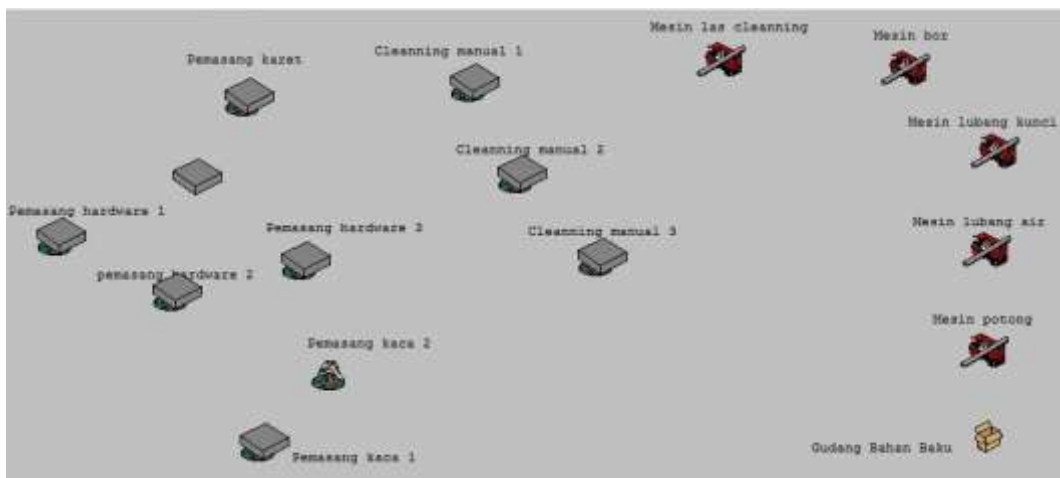 Mesin las cleanning
Mesin bor
Cleanning manual 1
Pemasang karet
Mesin lubang kunci
Cleanning manual 2
Pemasang hardware 1
Mesin lubang air
Pemasang hardware 3
Cleanning manual 3
pemasang hardware 2
Mesin potong
Pemasang kaca 2
Gudang Bahan Baku
Pemasang kaca 1